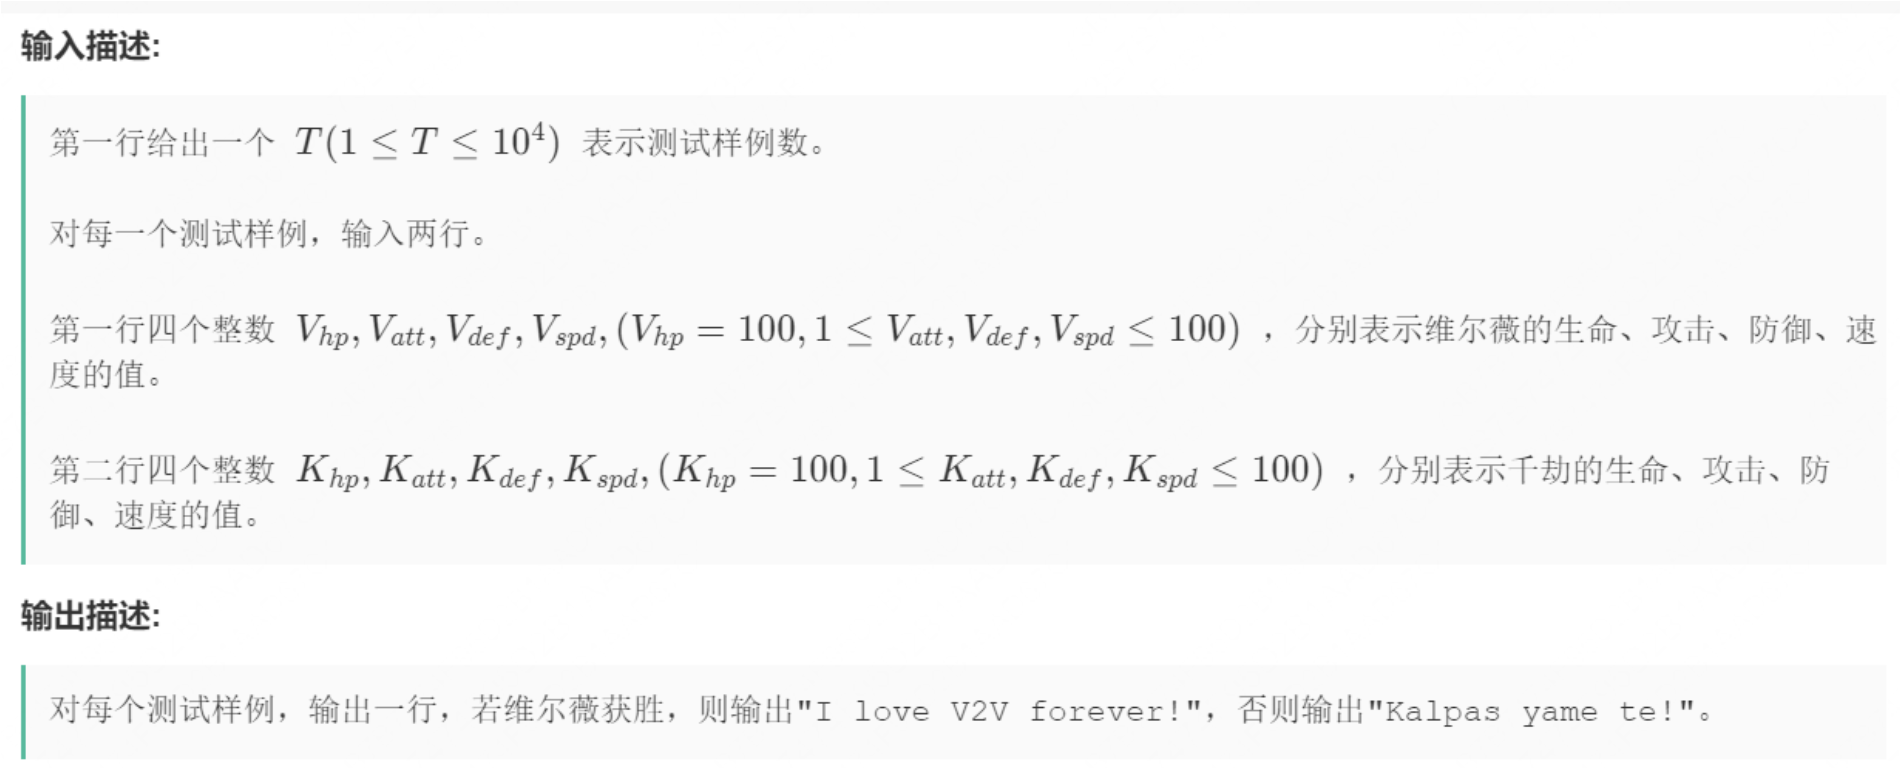 输入描述:
第一行给出一个 T(1 ≤ T ≤ 10⁴) 表示测试样例数。
对每一个测试样例，输入两行。
第一行四个整数 V_{hp}, V_{att}, V_{def}, V_{spd}, (V_{hp} = 100, 1 ≤ V_{att}, V_{def}, V_{spd} ≤ 100) ，分别表示维尔薇的生命、攻击、防御、速
度的值。
第二行四个整数 K_{hp}, K_{att}, K_{def}, K_{spd}, (K_{hp} = 100, 1 ≤ K_{att}, K_{def}, K_{spd} ≤ 100) ，分别表示千劫的生命、攻击、防
御、速度的值。
输出描述:
对每个测试样例，输出一行，若维尔薇获胜，则输出"I love V2V forever!"，否则输出"Kalpas yame te!"。